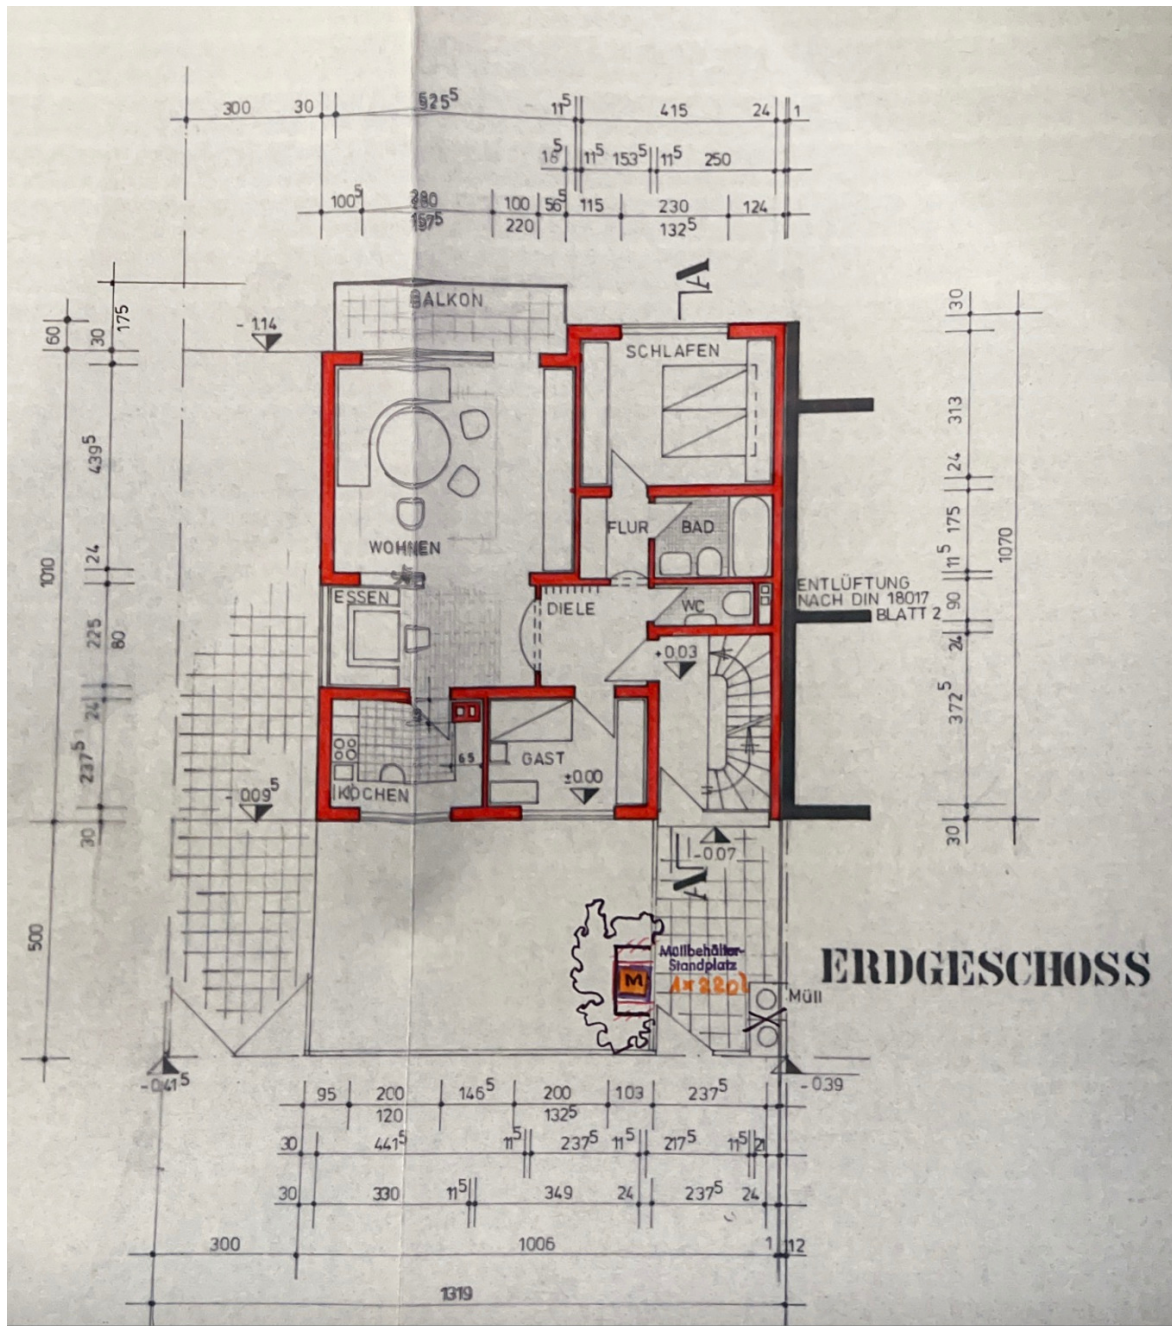 300 30 525⁵ 11⁵ 415 24 1
16⁵ 11⁵ 153⁵ 11⁵ 250
100⁵ 100 56⁵ 115 230 124
220 132⁵
A
BALKON
- 1.14
SCHLAFEN
60
30
175
439⁵
24
1010
225
80
24
237⁵
30
500
30
313
24
175
11⁵
90
24
372⁵
30
1070
WOHNEN
FLUR
BAD
ESSEN
DIELE
WC
ENTLÜFTUNG
NACH DIN 18017
BLATT 2
+0.03
GAST
65
±0.00
KOCHEN
- 0.09⁵
-0.07
A
ERDGESCHOSS
Müllbehälter-
Standplatz
M
1x220l
Müll
- 0.41⁵
- 0.39
95 200 146⁵ 200 103 237⁵
120 132⁵
30 441⁵ 11⁵ 237⁵ 11⁵ 217⁵ 11⁵ 21
30 330 11⁵ 349 24 237⁵ 24
300 1006 1 12
1319